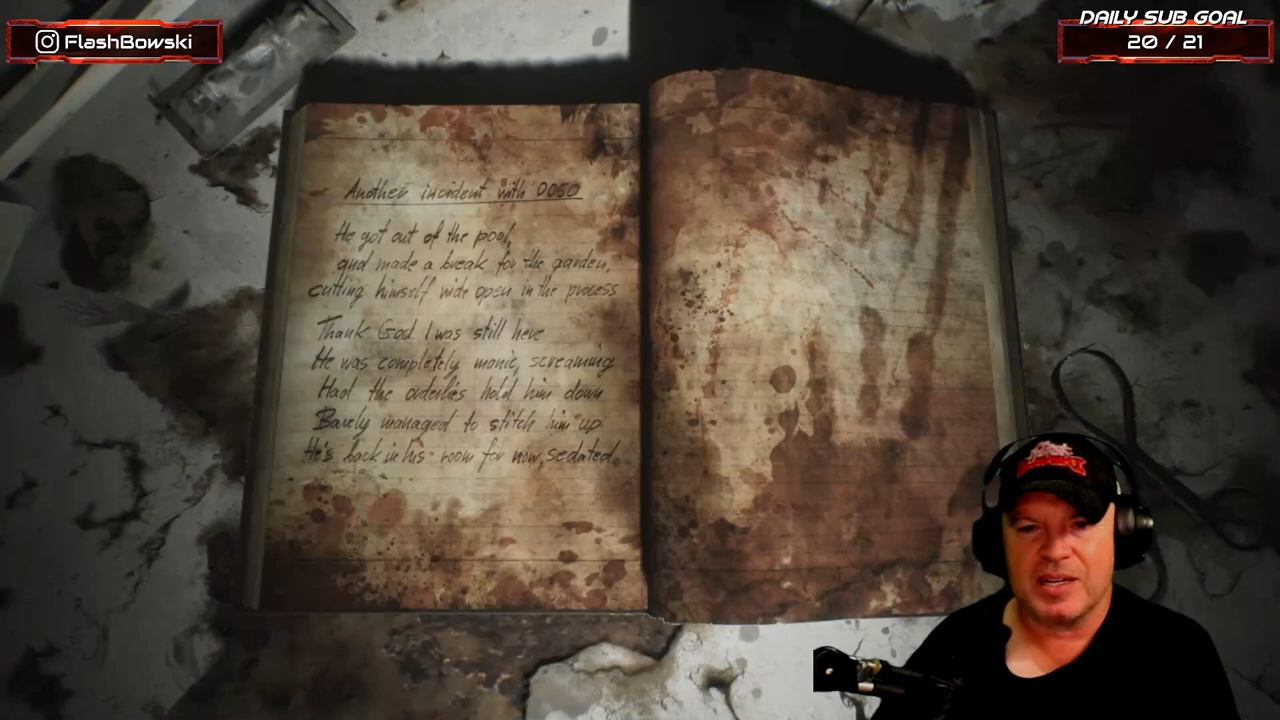 FlashBowski
DAILY SUB GOAL
20 / 21
Another incident with 0050
He got out of the pool,
and made a break for the garden,
cutting himself wide open in the process
Thank God I was still here
He was completely manic, screaming
Had the orderlies hold him down
Barely managed to stitch him up
He's back in his room for now, sedated.